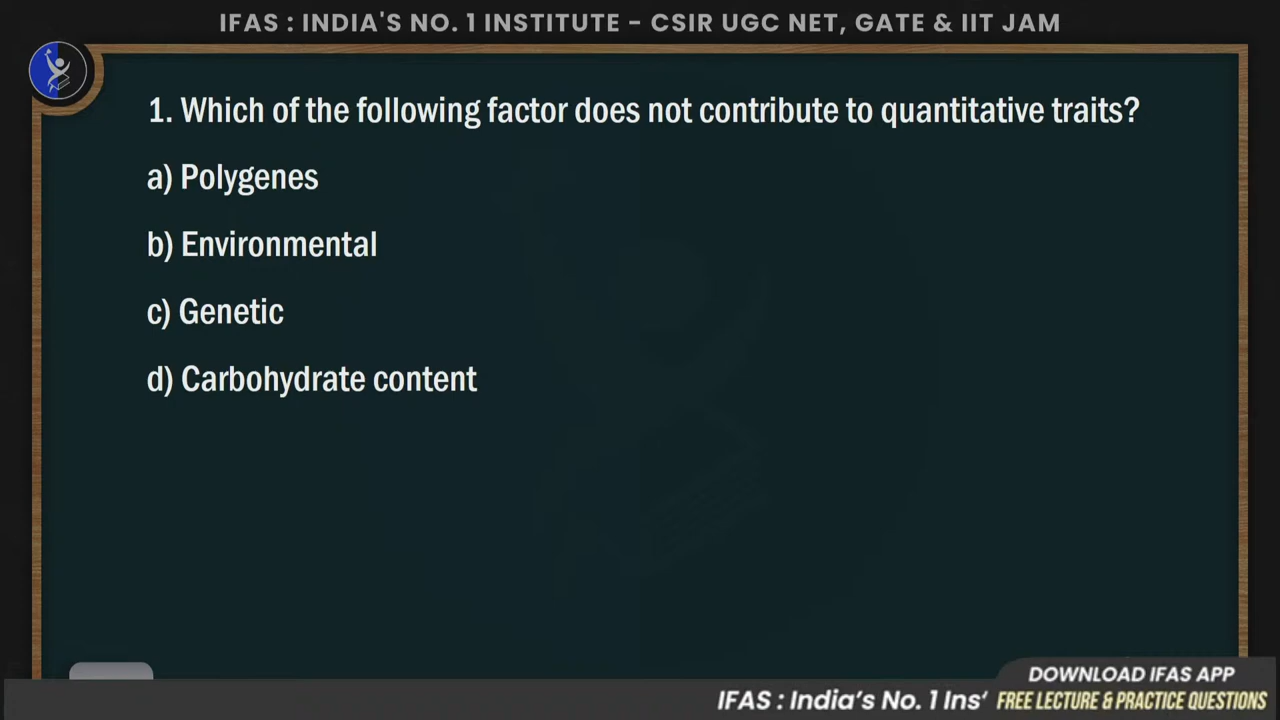 IFAS : INDIA'S NO. 1 INSTITUTE - CSIR UGC NET, GATE & IIT JAM
1. Which of the following factor does not contribute to quantitative traits?
a) Polygenes
b) Environmental
c) Genetic
d) Carbohydrate content
DOWNLOAD IFAS APP
IFAS : India's No. 1 Ins
FREE LECTURE & PRACTICE QUESTIONS